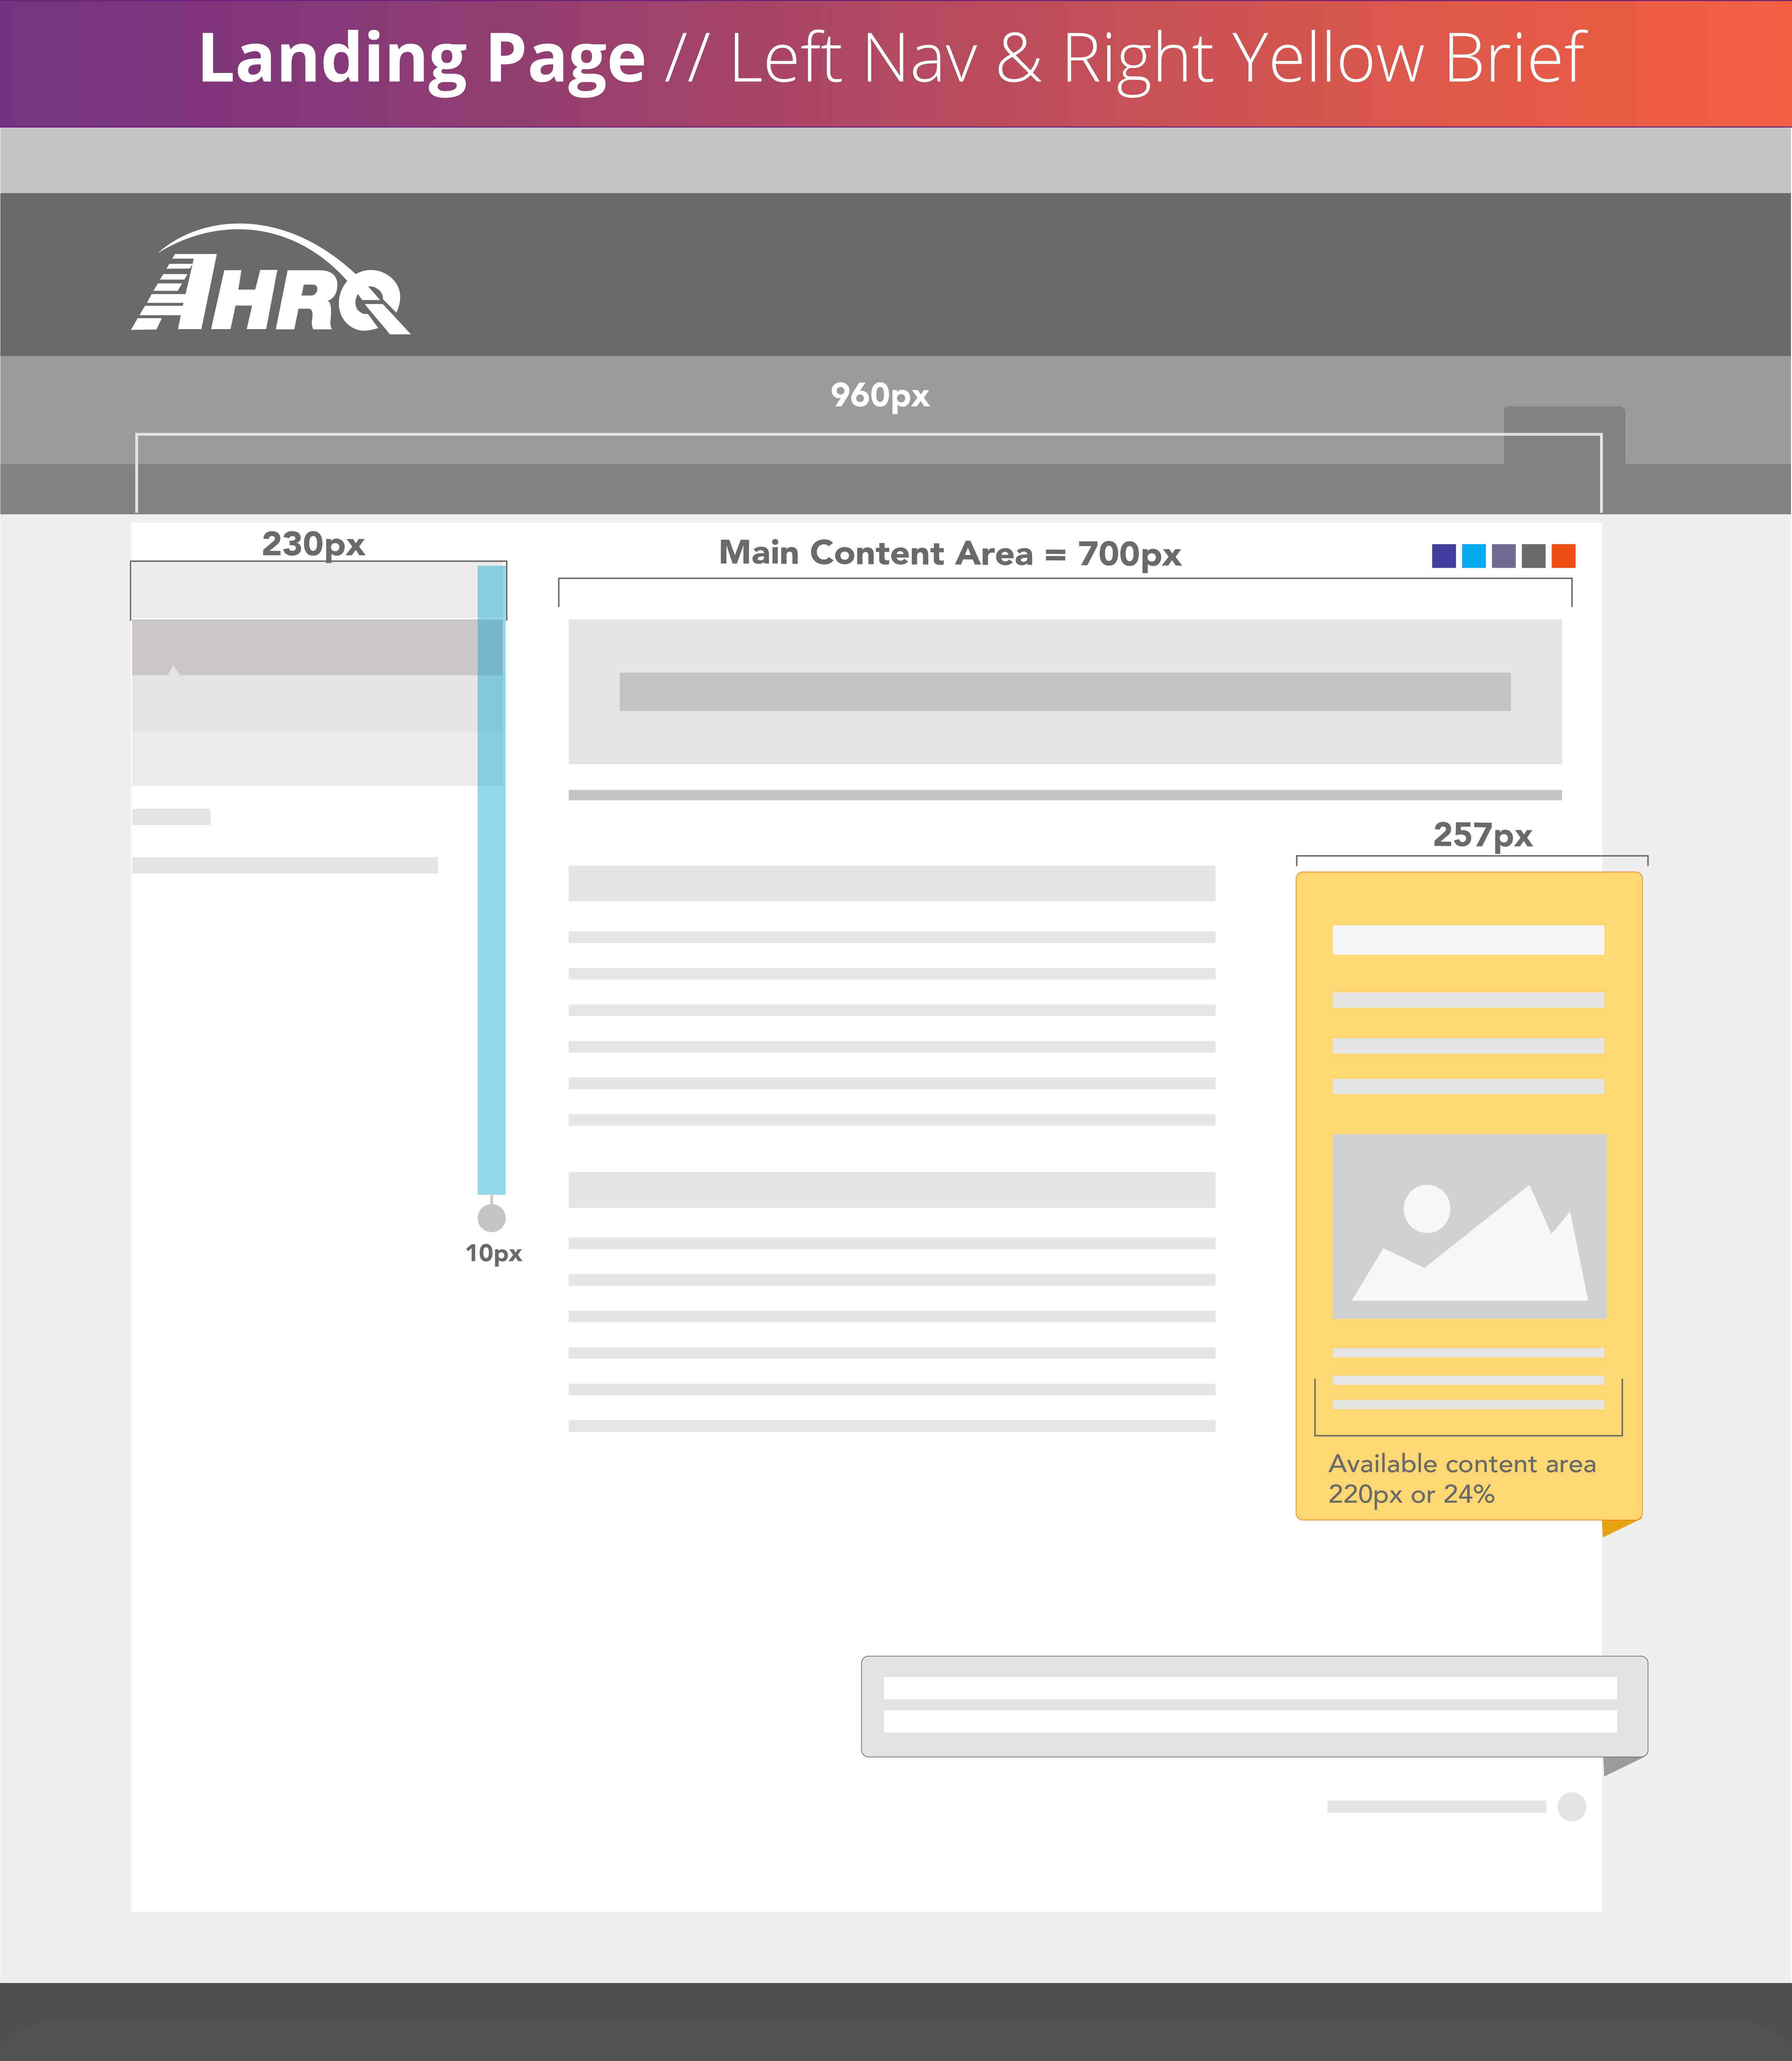 Landing Page // Left Nav & Right Yellow Brief
AHRQ
960px
230px
Main Content Area = 700px
257px
10px
Available content area
220px or 24%